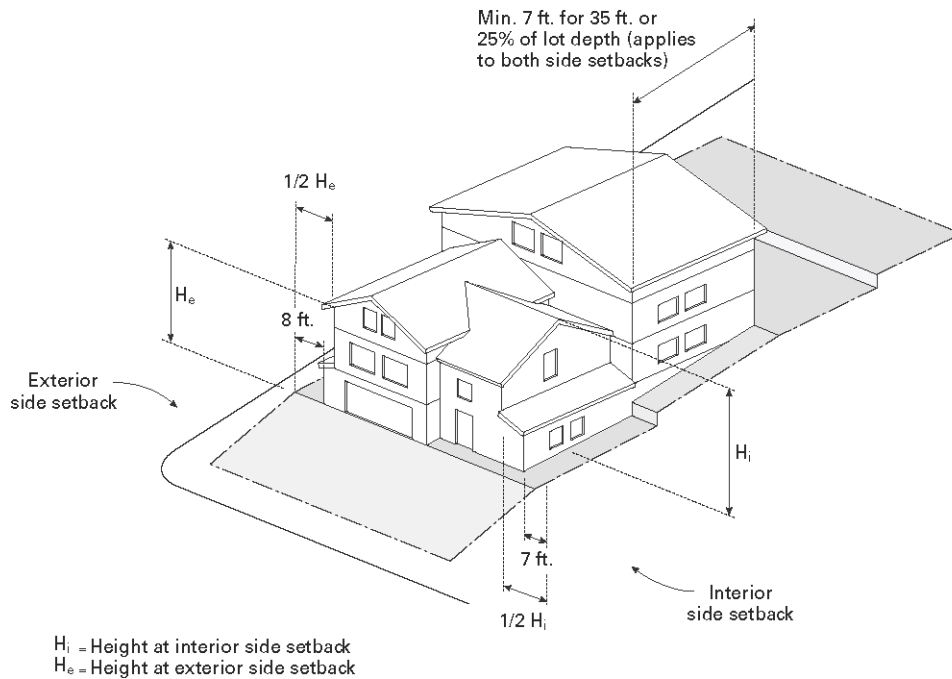 Min. 7 ft. for 35 ft. or
25% of lot depth (applies
to both side setbacks)
1/2 Hₑ
Hₑ
8 ft.
Exterior
side setback
Hᵢ
7 ft.
1/2 Hᵢ
Interior
side setback
Hᵢ = Height at interior side setback
Hₑ = Height at exterior side setback